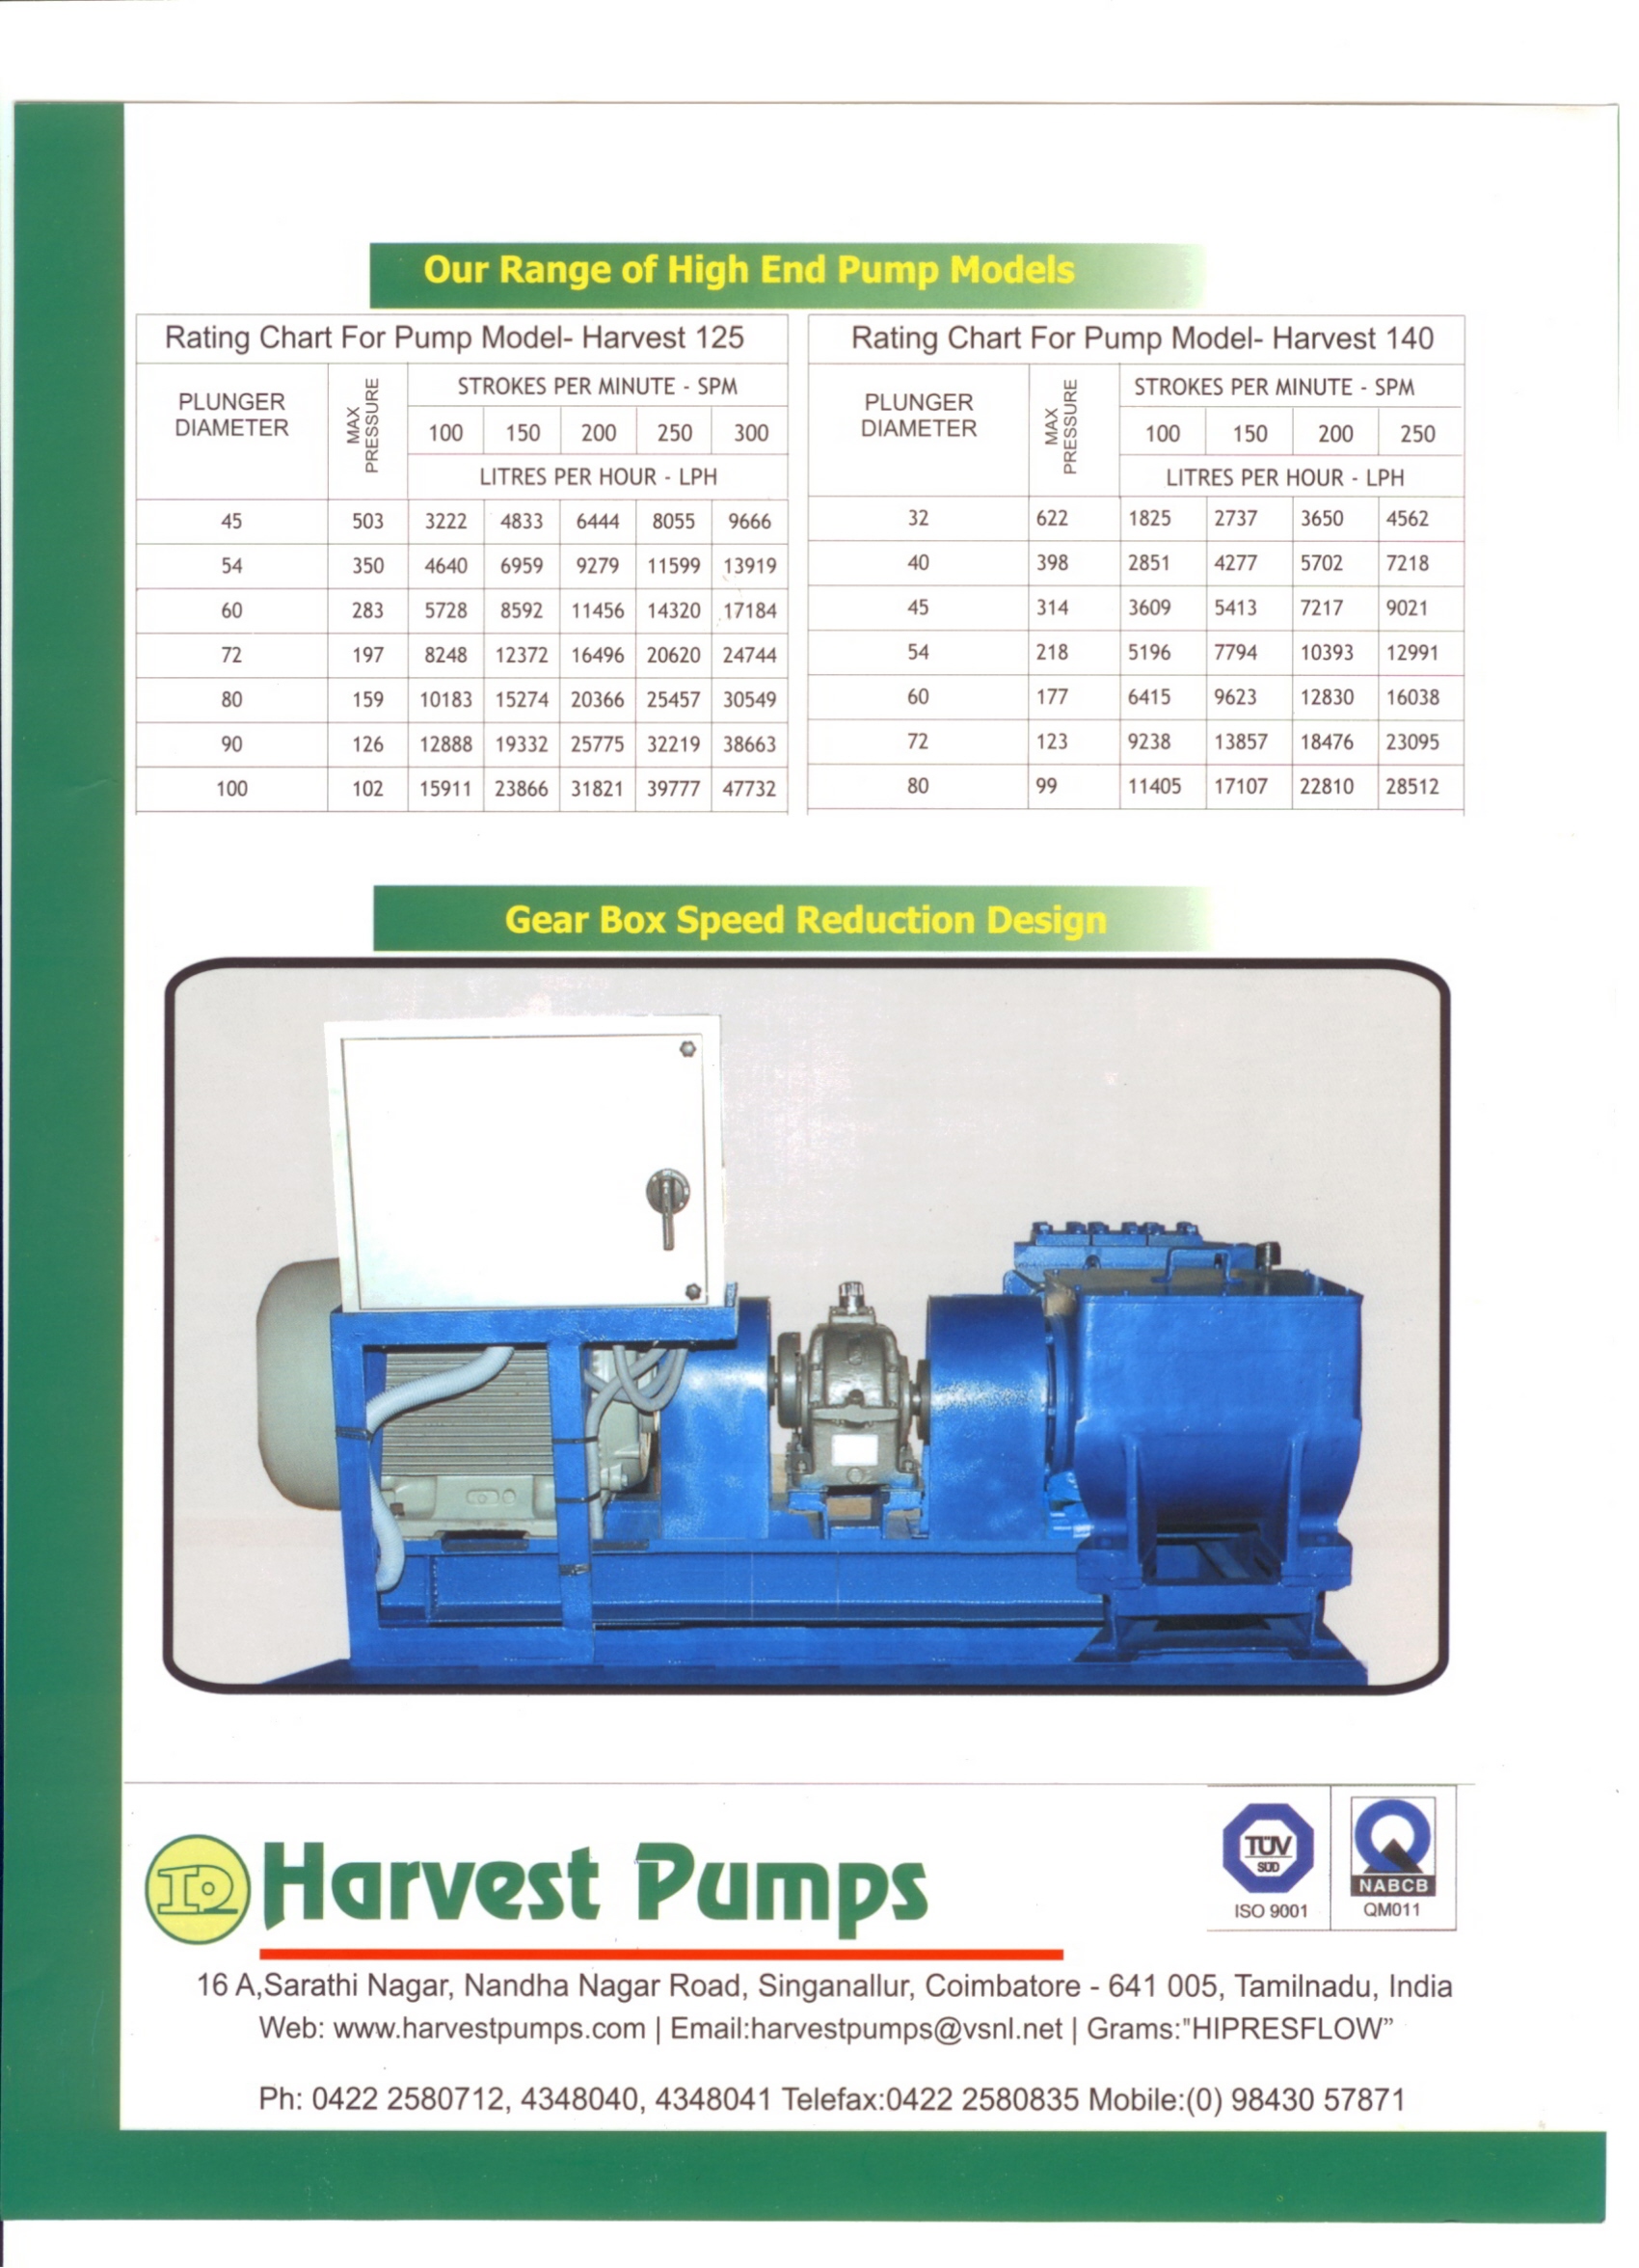 Our Range of High End Pump Models
Rating Chart For Pump Model- Harvest 125
PLUNGER DIAMETER
MAX PRESSURE
STROKES PER MINUTE - SPM
100 150 200 250 300
LITRES PER HOUR - LPH
45 503 3222 4833 6444 8055 9666
54 350 4640 6959 9279 11599 13919
60 283 5728 8592 11456 14320 17184
72 197 8248 12372 16496 20620 24744
80 159 10183 15274 20366 25457 30549
90 126 12888 19332 25775 32219 38663
100 102 15911 23866 31821 39777 47732
Rating Chart For Pump Model- Harvest 140
PLUNGER DIAMETER
MAX PRESSURE
STROKES PER MINUTE - SPM
100 150 200 250
LITRES PER HOUR - LPH
32 622 1825 2737 3650 4562
40 398 2851 4277 5702 7218
45 314 3609 5413 7217 9021
54 218 5196 7794 10393 12991
60 177 6415 9623 12830 16038
72 123 9238 13857 18476 23095
80 99 11405 17107 22810 28512
Gear Box Speed Reduction Design
Harvest Pumps
TÜV
SÜD
ISO 9001
NABCB
QM011
16 A,Sarathi Nagar, Nandha Nagar Road, Singanallur, Coimbatore - 641 005, Tamilnadu, India
Web: www.harvestpumps.com | Email:harvestpumps@vsnl.net | Grams:"HIPRESFLOW”
Ph: 0422 2580712, 4348040, 4348041 Telefax:0422 2580835 Mobile:(0) 98430 57871